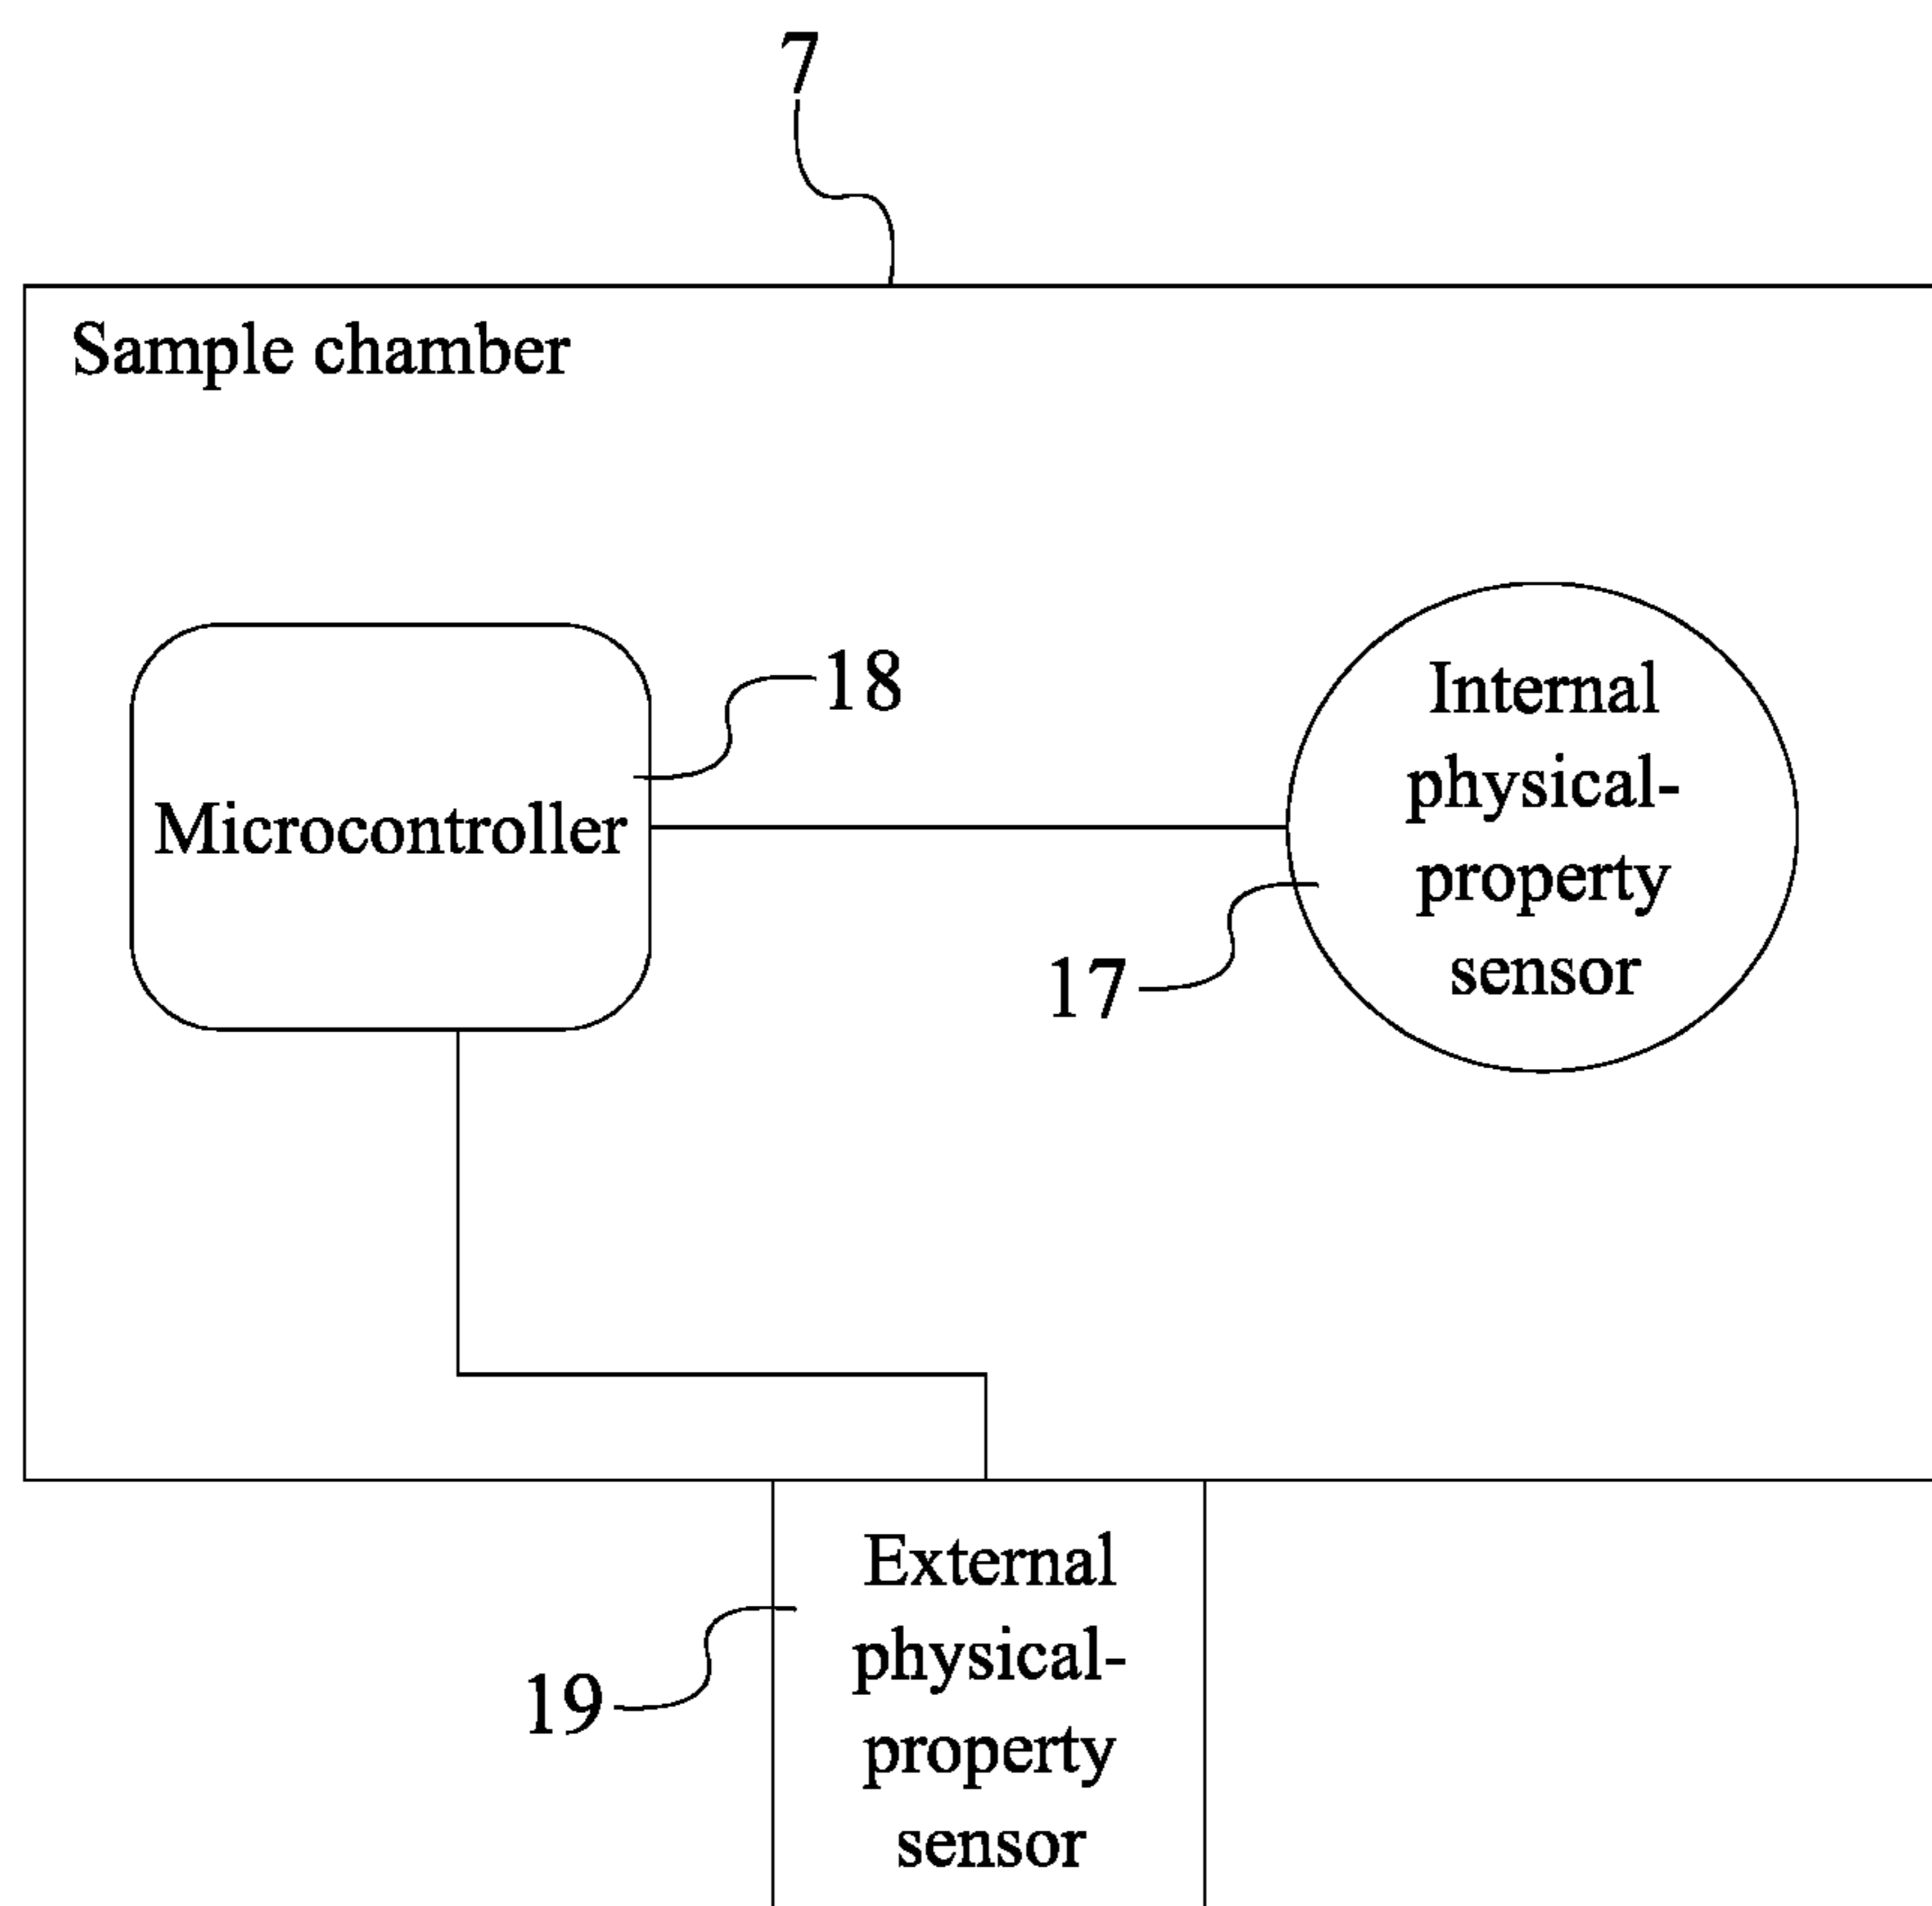 7
Sample chamber
18
Microcontroller
Internal
physical-
property
sensor
17
External
physical-
property
sensor
19